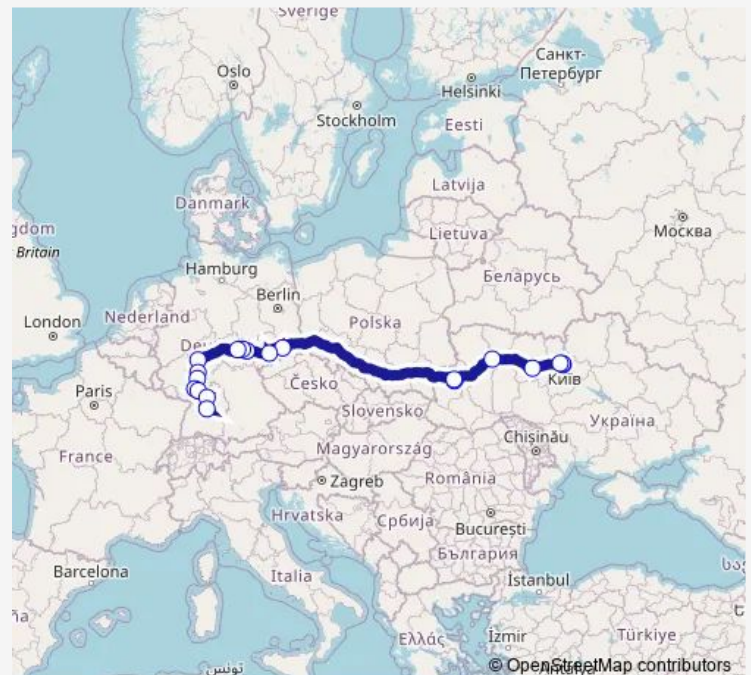 Sverige
Санкт-
Петербург
Oslo
Helsinki
Stockholm
Eesti
Latvija
Danmark
Москва
gdom
Lietuva
Britain
Беларусь
Hamburg
Berlin
Nederland
London
Polska
Deu
Česko
Київ
Paris
Slovensko
Україна
Chișinău
Magyarország
France
România
Zagreb
Hrvatska
Србија
București
България
Barcelona
Italia
İstanbul
Ελλάς
İzmir
Türkiye
تونس
© OpenStreetMap contributors